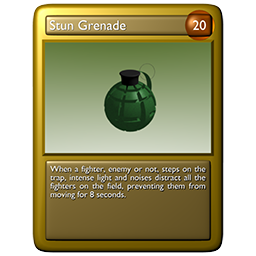 Stun Grenade
20
When a fighter, enemy or not, steps on the
trap, intense light and noises distract all the
fighters on the field, preventing them from
moving for 8 seconds.